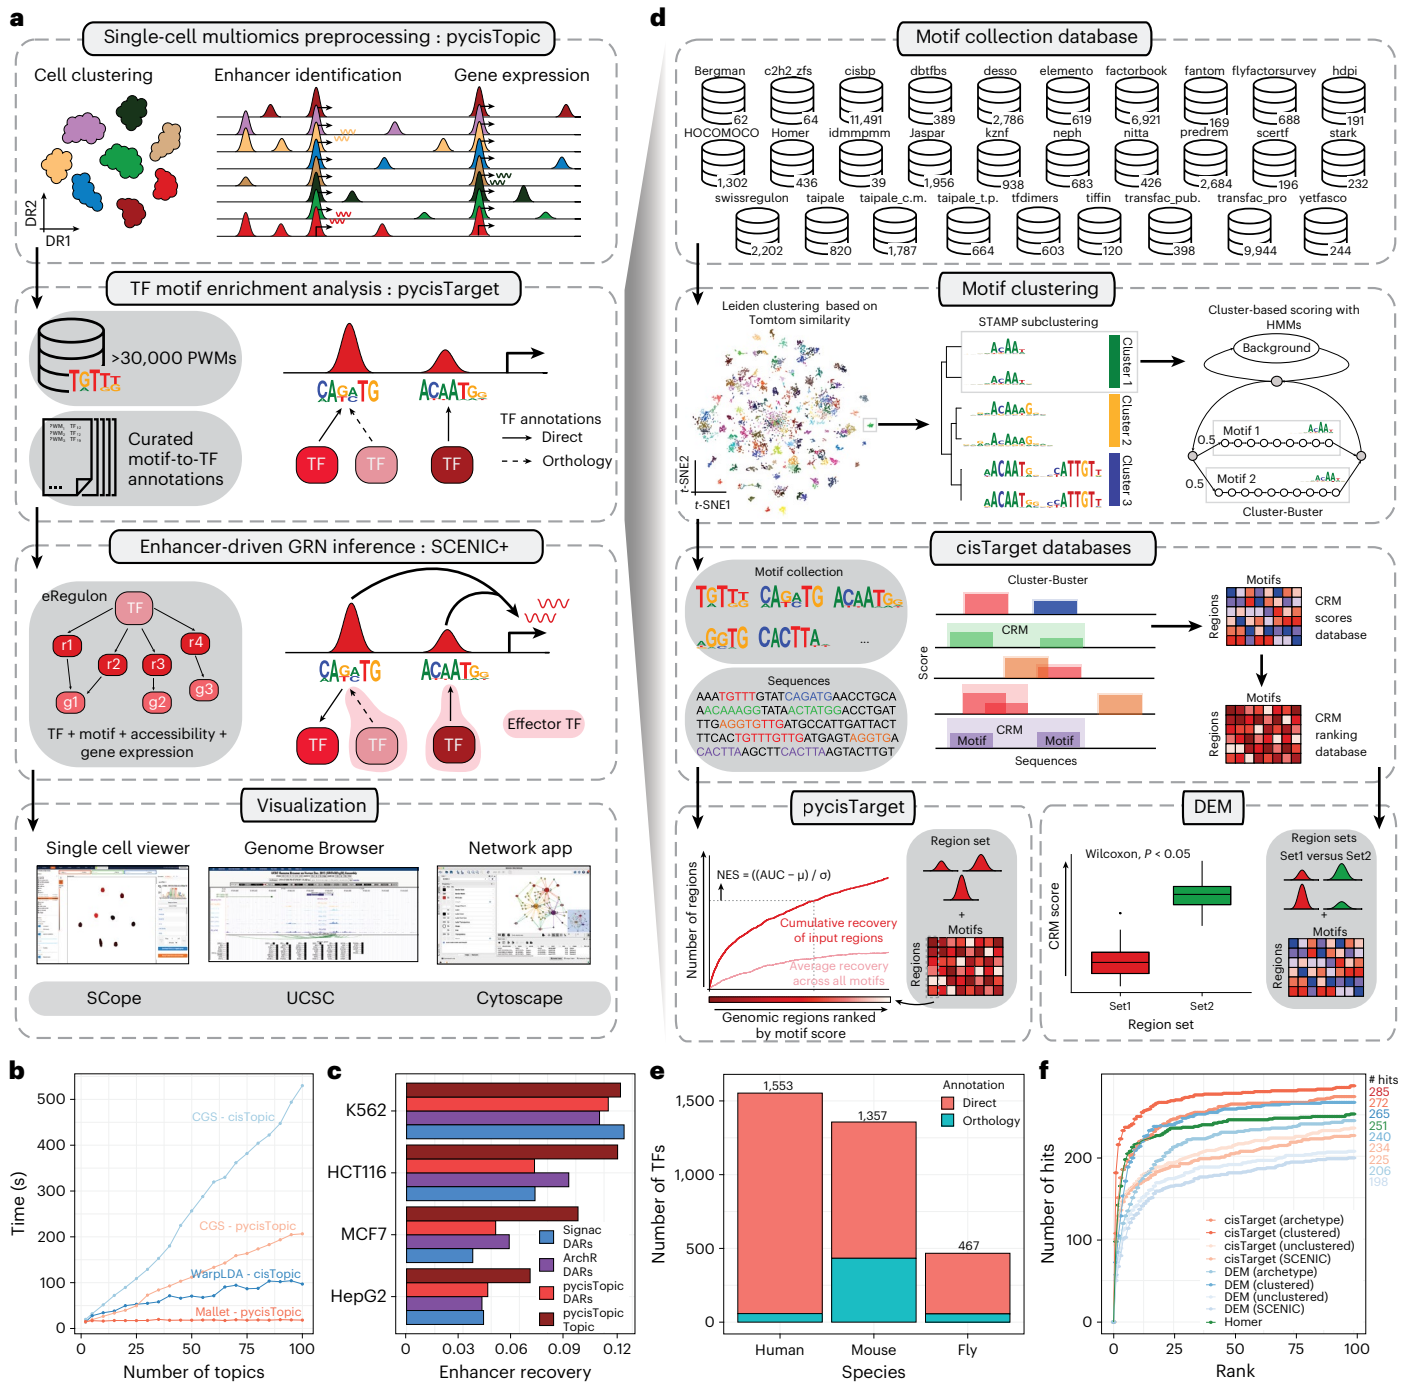 a
Single-cell multiomics preprocessing : pycisTopic
Cell clustering
Enhancer identification
Gene expression
DR2
DR1
TF motif enrichment analysis : pycisTarget
>30,000 PWMs
TGTTT
Curated
motif-to-TF
annotations
CAGATG
ACAATGG
TF annotations
Direct
Orthology
TF
TF
TF
Enhancer-driven GRN inference : SCENIC+
eRegulon
TF
r1
r2
r3
r4
g1
g2
g3
TF + motif + accessibility +
gene expression
CAGATG
ACAATGG
TF
TF
TF
Effector TF
Visualization
Single cell viewer
Genome Browser
Network app
SCope
UCSC
Cytoscape
d
Motif collection database
Bergman
c2h2_zfs
cisbp
dbtfbs
desso
elemento
factorbook
fantom
flyfactorsurvey
hdpi
62
64
11,491
389
2,786
619
6,921
169
688
191
HOCOMOCO
Homer
idmmpmm
Jaspar
kznf
neph
nitta
predrem
scertf
stark
1,302
436
39
1,956
938
683
426
2,684
196
232
swissregulon
taipale
taipale_c.m.
taipale_t.p.
tfdimers
tiffin
transfac_pub.
transfac_pro
yetfasco
2,202
820
1,787
664
603
120
398
9,944
244
Motif clustering
Leiden clustering based on
Tomtom similarity
t-SNE2
t-SNE1
STAMP subclustering
Cluster 1
Cluster 2
Cluster 3
Cluster-based scoring with
HMMs
Background
Motif 1
0.5
Motif 2
0.5
Cluster-Buster
cisTarget databases
Motif collection
TGTTT CAGATG ACAATGG
AGGTG CACTTA ...
Sequences
AAATGTTTGTATCAGATGAACCTGCA
AACAAAGGTATAACTATGGACCTGAT
TTGAGGTGTTGATGCCATTGATTACT
TTCACTGTTTGTTGATGAGTAGGTGA
CACTTAAGCTTCACTTAAGTACTTGT
Cluster-Buster
CRM
Score
CRM
Motif
Motif
Sequences
Motifs
Regions
CRM
scores
database
Motifs
Regions
CRM
ranking
database
pycisTarget
Number of regions
NES = ((AUC – μ) / σ)
Cumulative recovery
of input regions
Average recovery
across all motifs
Genomic regions ranked
by motif score
Region set
+
Motifs
Regions
DEM
Wilcoxon, P < 0.05
CRM score
Set1
Set2
Region set
Region sets
Set1 versus Set2
+
Motifs
Regions
b
Time (s)
500
400
300
200
100
0
CGS - cisTopic
CGS - pycisTopic
WarpLDA - cisTopic
Mallet - pycisTopic
0
25
50
75
100
Number of topics
c
K562
HCT116
MCF7
HepG2
Signac
DARs
ArchR
DARs
pycisTopic
DARs
pycisTopic
Topic
0
0.03
0.06
0.09
0.12
Enhancer recovery
e
Number of TFs
1,500
1,000
500
0
1,553
1,357
467
Annotation
Direct
Orthology
Human
Mouse
Fly
Species
f
Number of hits
200
100
0
# hits
285
272
265
251
240
234
225
206
198
cisTarget (archetype)
cisTarget (clustered)
cisTarget (unclustered)
cisTarget (SCENIC)
DEM (archetype)
DEM (clustered)
DEM (unclustered)
DEM (SCENIC)
Homer
0
25
50
75
100
Rank